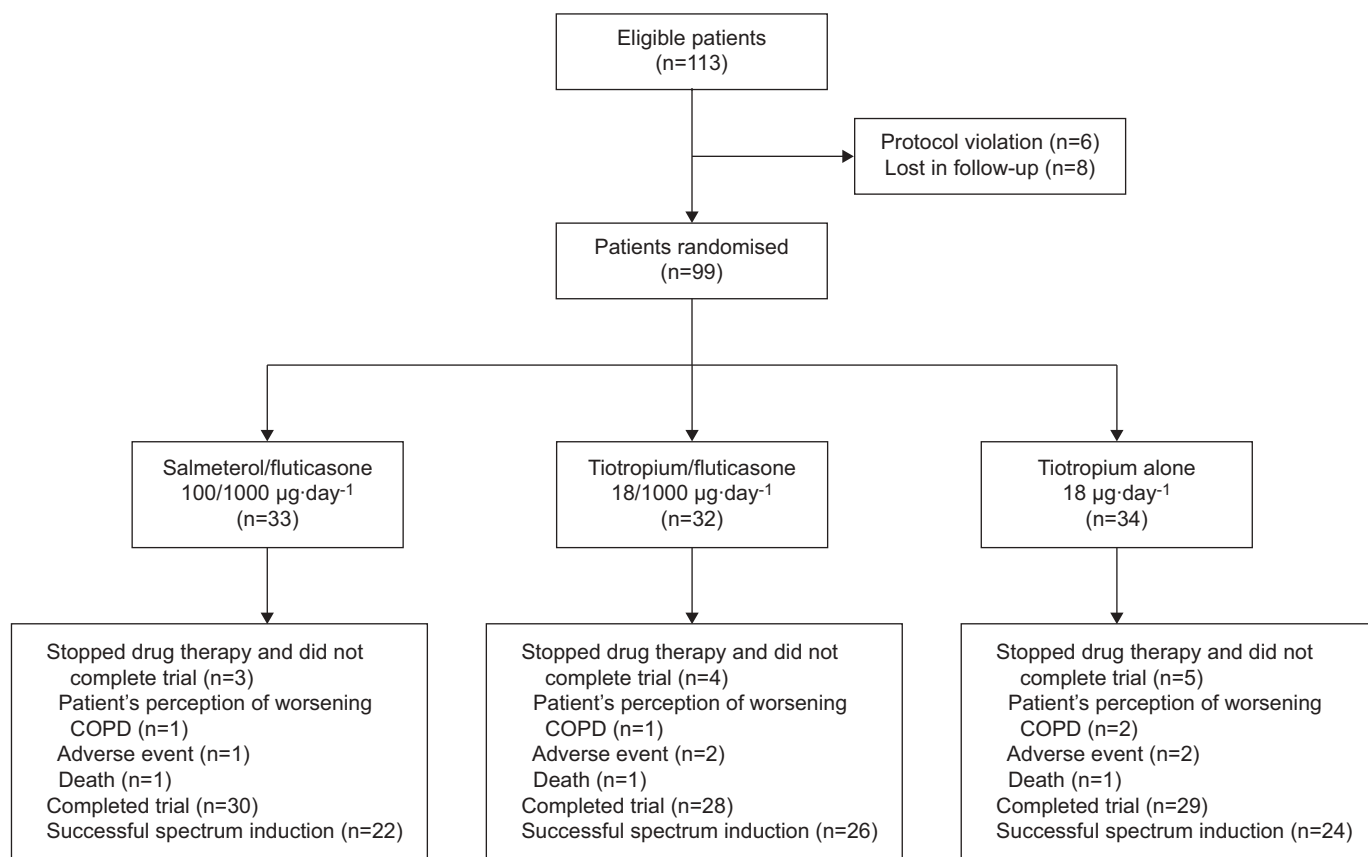 Eligible patients
(n=113)
Protocol violation (n=6)
Lost in follow-up (n=8)
Patients randomised
(n=99)
Salmeterol/fluticasone
100/1000 µg·day⁻¹
(n=33)
Tiotropium/fluticasone
18/1000 µg·day⁻¹
(n=32)
Tiotropium alone
18 µg·day⁻¹
(n=34)
Stopped drug therapy and did not
complete trial (n=3)
Patient's perception of worsening
COPD (n=1)
Adverse event (n=1)
Death (n=1)
Completed trial (n=30)
Successful spectrum induction (n=22)
Stopped drug therapy and did not
complete trial (n=4)
Patient's perception of worsening
COPD (n=1)
Adverse event (n=2)
Death (n=1)
Completed trial (n=28)
Successful spectrum induction (n=26)
Stopped drug therapy and did not
complete trial (n=5)
Patient's perception of worsening
COPD (n=2)
Adverse event (n=2)
Death (n=1)
Completed trial (n=29)
Successful spectrum induction (n=24)